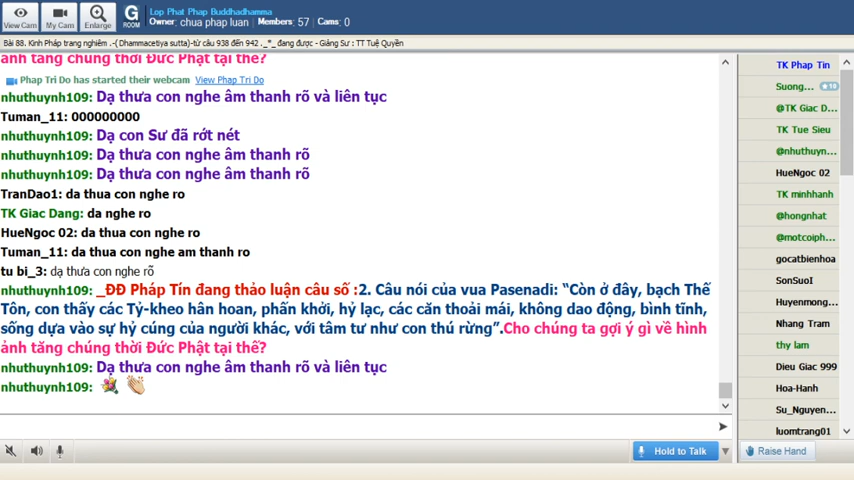 Lop Phat Phap Buddhadhamma
Owner: chua phap luan Members: 57 Cams: 0
View Cam
My Cam
Enlarge
G
ROOM
Bài 88. Kinh Pháp trang nghiêm .-( Dhammacetiya sutta)-từ câu 938 đến 942 ._*_ đang được - Giảng Sư : TT Tuệ Quyền
ảnh tăng chúng thời Đức Phật tại thế?
Phap Tri Do has started their webcam View Phap Tri Do
nhuthuynh109: Dạ thưa con nghe âm thanh rõ và liên tục
Tuman_11: 000000000
nhuthuynh109: Dạ con Sư đã rớt nét
nhuthuynh109: Dạ thưa con nghe âm thanh rõ
nhuthuynh109: Dạ thưa con nghe âm thanh rõ
TranDao1: da thua con nghe ro
TK Giac Dang: da nghe ro
HueNgoc 02: da thua con nghe ro
Tuman_11: da thua con nghe am thanh ro
tu bi_3: dạ thưa con nghe rõ
nhuthuynh109: _ĐĐ Pháp Tín đang thảo luận câu số :2. Câu nói của vua Pasenadi: “Còn ở đây, bạch Thế
Tôn, con thấy các Tỷ-kheo hân hoan, phấn khởi, hỷ lạc, các căn thoải mái, không dao động, bình tĩnh,
sống dựa vào sự hỷ cúng của người khác, với tâm tư như con thú rừng”.Cho chúng ta gợi ý gì về hình
ảnh tăng chúng thời Đức Phật tại thế?
nhuthuynh109: Dạ thưa con nghe âm thanh rõ và liên tục
nhuthuynh109:
Hold to Talk
TK Phap Tin
Suong... 18
@TK Giac D...
TK Tue Sieu
@nhuthuyn...
HueNgoc 02
TK minhhanh
@hongnhat
@motcoiph...
gocatbienhoa
SonSuoI
Huyenmong...
Nhang Tram
thy lam
Dieu Giac 999
Hoa-Hanh
Su_Nguyen...
luomtrang01
Raise Hand